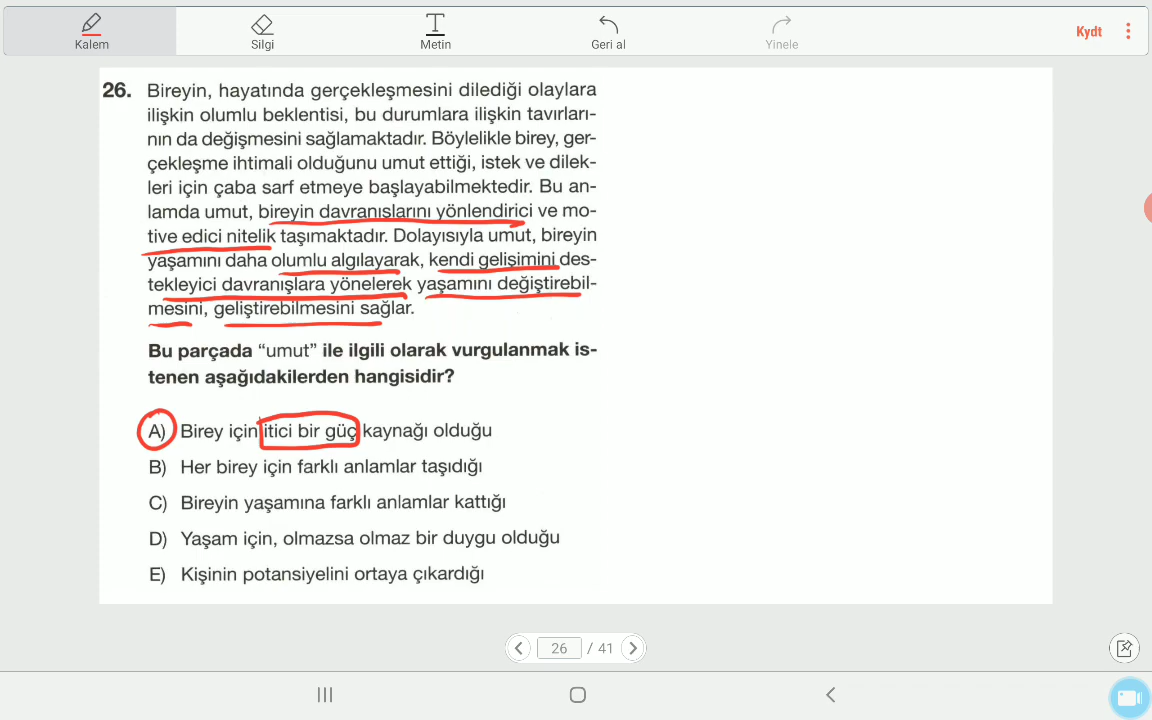 Kalem
Silgi
Metin
Geri al
Yinele
Kydt
26. Bireyin, hayatında gerçekleşmesini dilediği olaylara
ilişkin olumlu beklentisi, bu durumlara ilişkin tavırları-
nın da değişmesini sağlamaktadır. Böylelikle birey, ger-
çekleşme ihtimali olduğunu umut ettiği, istek ve dilek-
leri için çaba sarf etmeye başlayabilmektedir. Bu an-
lamda umut, bireyin davranışlarını yönlendirici ve mo-
tive edici nitelik taşımaktadır. Dolayısıyla umut, bireyin
yaşamını daha olumlu algılayarak, kendi gelişimini des-
tekleyici davranışlara yönelerek yaşamını değiştirebil-
mesini, geliştirebilmesini sağlar.
Bu parçada “umut” ile ilgili olarak vurgulanmak is-
tenen aşağıdakilerden hangisidir?
A) Birey için itici bir güç kaynağı olduğu
B) Her birey için farklı anlamlar taşıdığı
C) Bireyin yaşamına farklı anlamlar kattığı
D) Yaşam için, olmazsa olmaz bir duygu olduğu
E) Kişinin potansiyelini ortaya çıkardığı
26 / 41